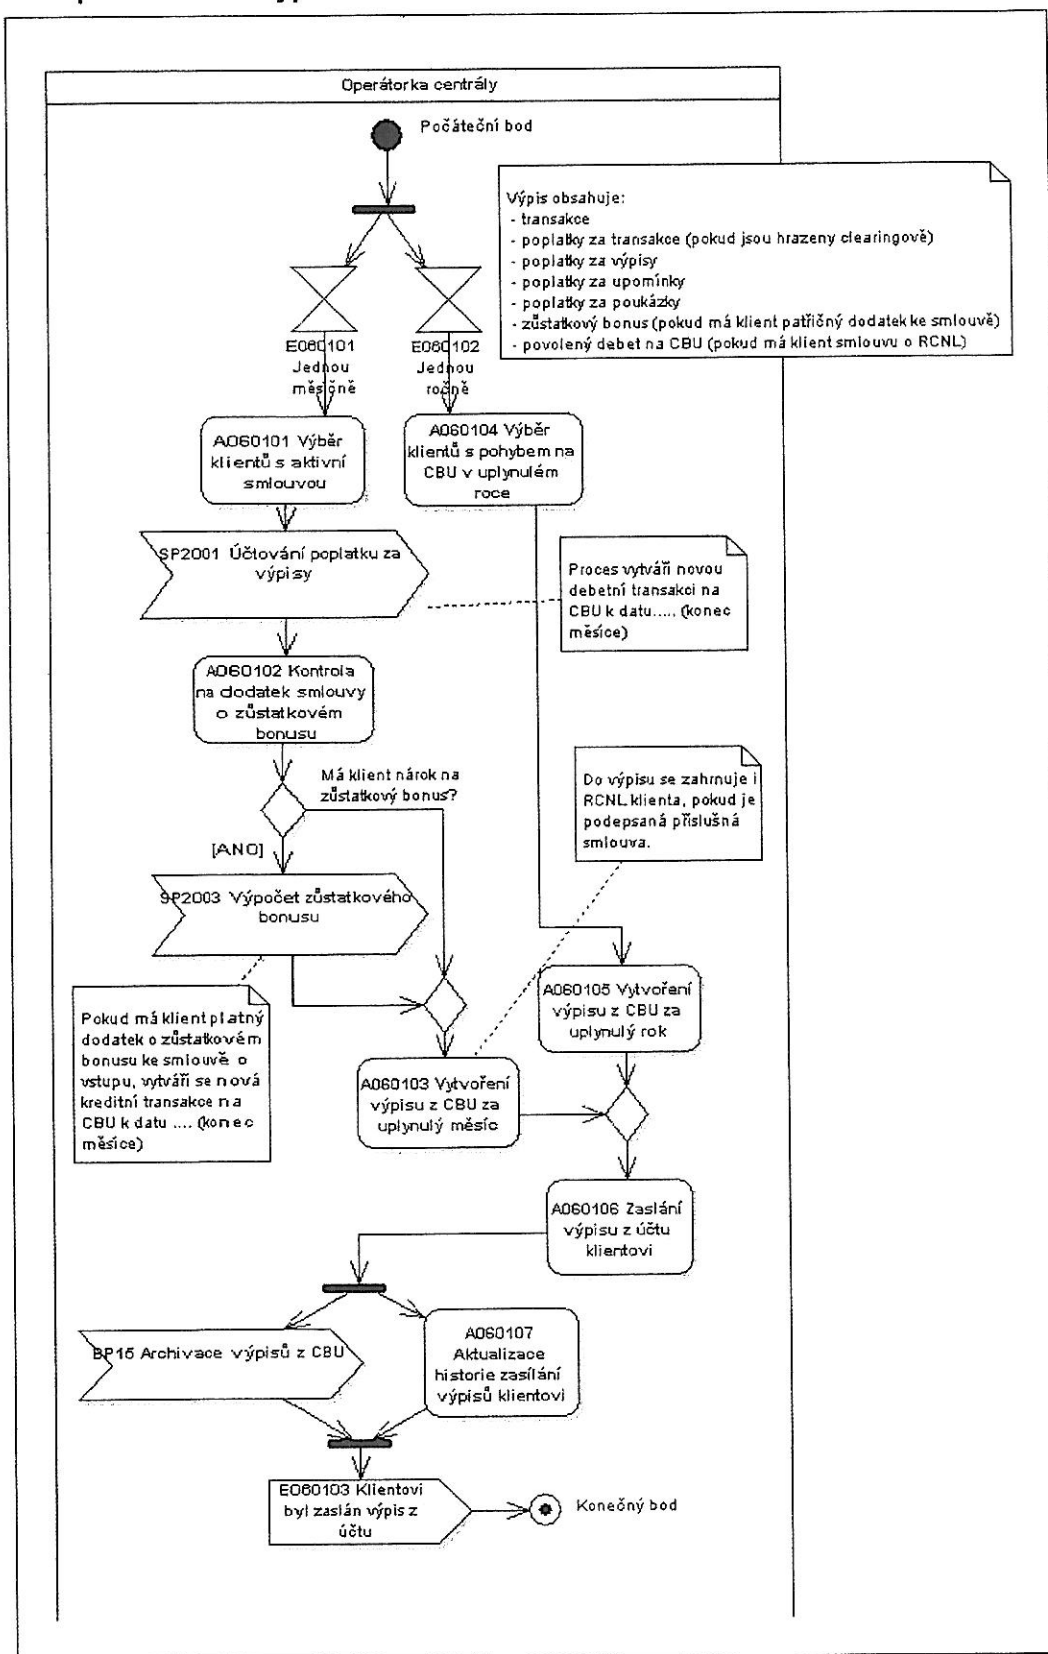 Operátorka centrály
Počáteční bod
Výpis obsahuje:
- transakce
- poplatky za transakce (pokud jsou hrazeny clearingově)
- poplatky za výpisy
- poplatky za upomínky
- poplatky za poukázky
- zůstatkový bonus (pokud má klient patřičný dodatek ke smlouvě)
- povolený debet na CBU (pokud má klient smlouvu o RCNL)
E060101
Jednou
měsíčně
E060102
Jednou
ročně
A060101 Výběr
klientů s aktivní
smlouvou
A060104 Výběr
klientů s pohybem na
CBU v uplynulém
roce
SP2001 Účtování poplatku za
výpisy
Proces vytváří novou
debetní transakci na
CBU k datu..... (konec
měsíce)
A060102 Kontrola
na dodatek smlouvy
o zůstatkovém
bonusu
Má klient nárok na
zůstatkový bonus?
Do výpisu se zahrnuje i
RCNL klienta, pokud je
podepsaná příslušná
smlouva.
[ANO]
SP2003 Výpočet zůstatkového
bonusu
A060105 Vytvoření
výpisu z CBU za
uplynulý rok
Pokud má klient platný
dodatek o zůstatkovém
bonusu ke smlouvě o
vstupu, vytváří se nová
kreditní transakce na
CBU k datu .... (konec
měsíce)
A060103 Vytvoření
výpisu z CBU za
uplynulý měsíc
A060106 Zaslání
výpisu z účtu
klientovi
BP15 Archivace výpisů z CBU
A060107
Aktualizace
historie zasílání
výpisů klientovi
E060103 Klientovi
byl zaslán výpis z
účtu
Konečný bod